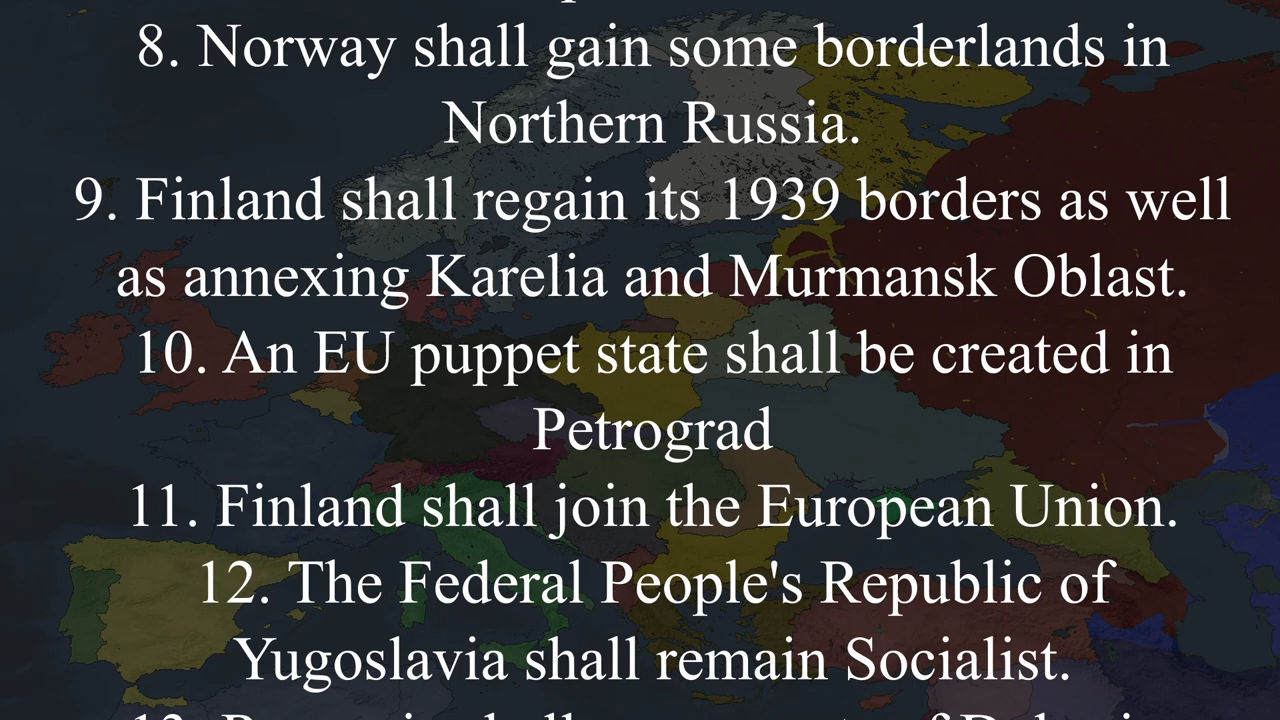 8. Norway shall gain some borderlands in
Northern Russia.
9. Finland shall regain its 1939 borders as well
as annexing Karelia and Murmansk Oblast.
10. An EU puppet state shall be created in
Petrograd
11. Finland shall join the European Union.
12. The Federal People's Republic of
Yugoslavia shall remain Socialist.